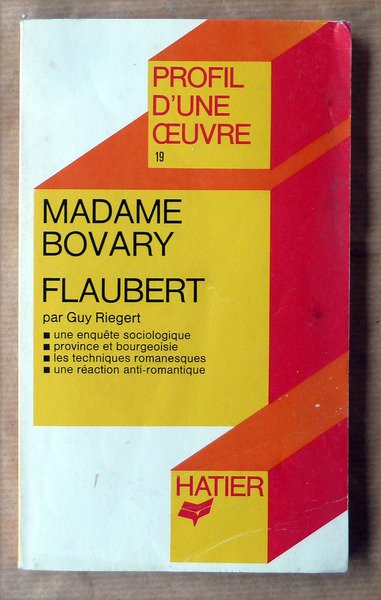 PROFIL
D'UNE
ŒUVRE
19
MADAME
BOVARY
FLAUBERT
par Guy Riegert
■ une enquête sociologique
■ province et bourgeoisie
■ les techniques romanesques
■ une réaction anti-romantique
HATIER